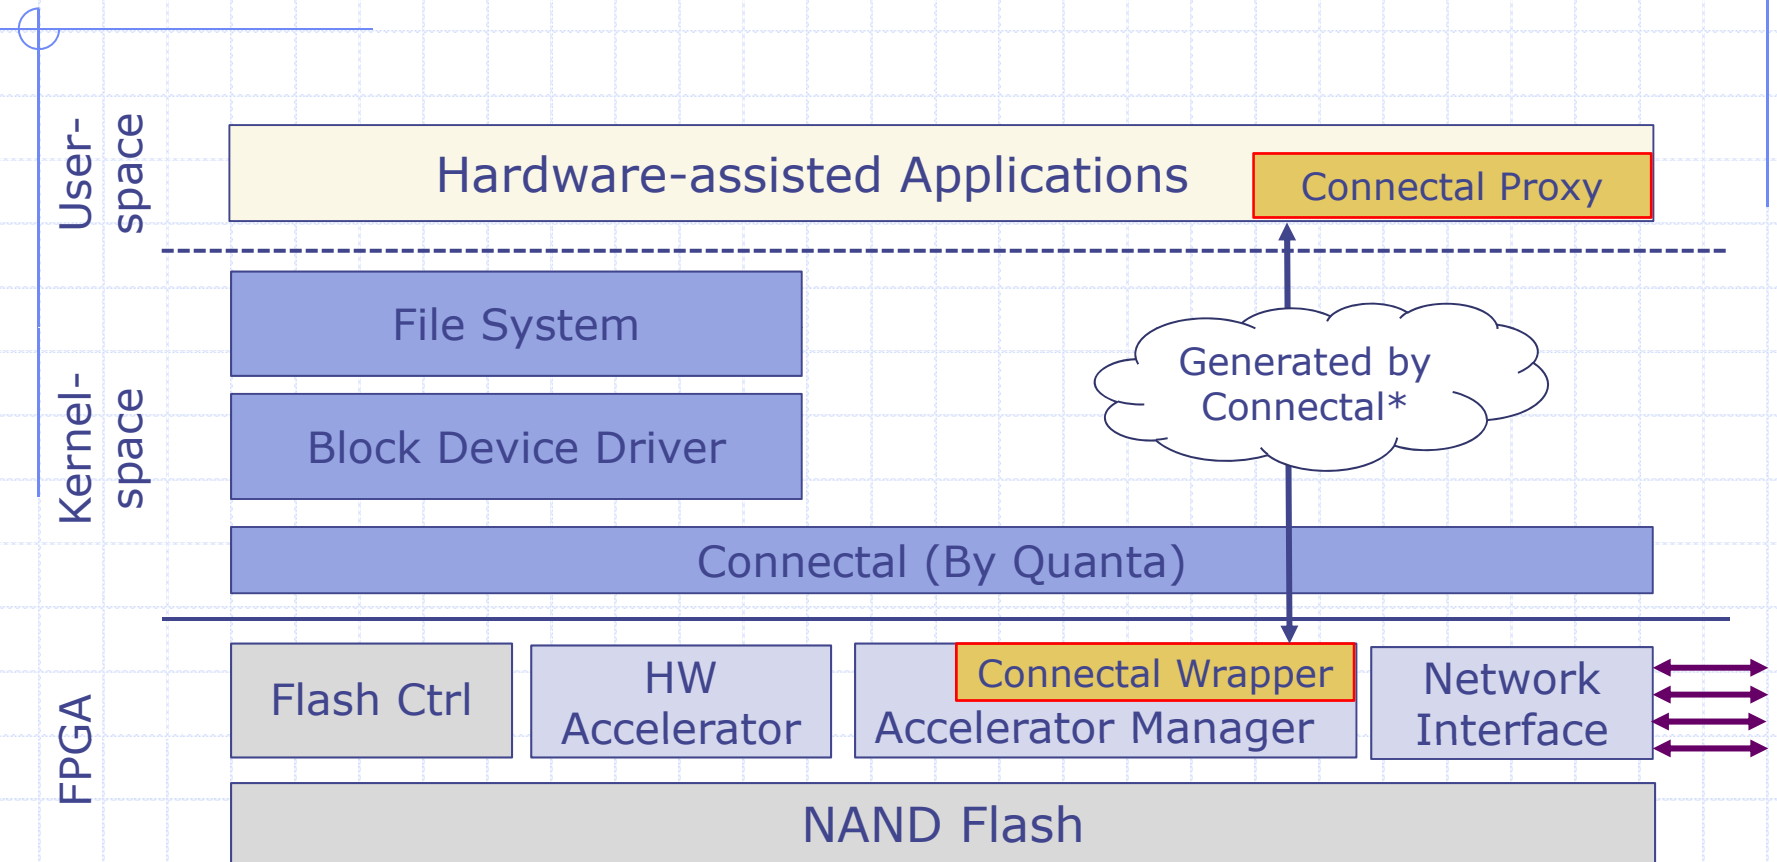 User-
space
Hardware-assisted Applications
Connectal Proxy
Kernel-
space
File System
Generated by
Connectal*
Block Device Driver
Connectal (By Quanta)
FPGA
Flash Ctrl
HW
Accelerator
Connectal Wrapper
Accelerator Manager
Network
Interface
NAND Flash